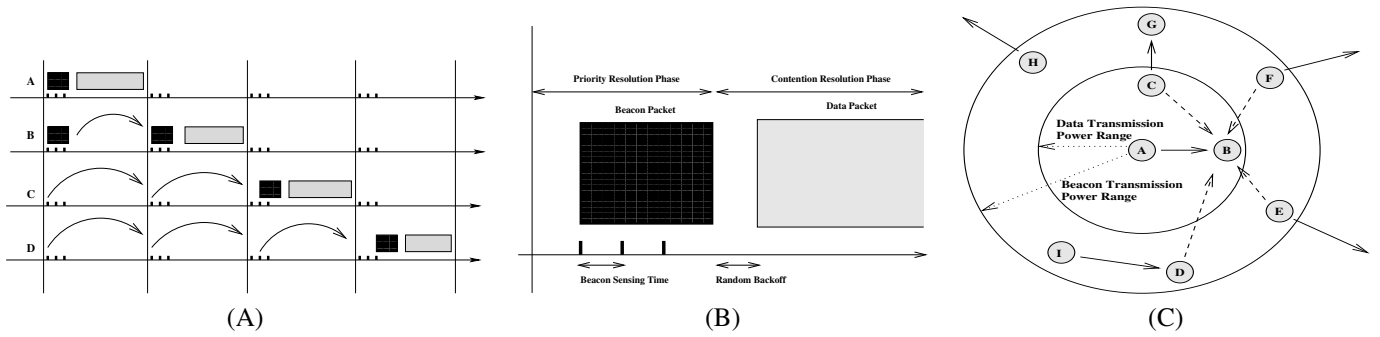 A
B
C
D
(A)
Priority Resolution Phase
Contention Resolution Phase
Beacon Packet
Data Packet
Beacon Sensing Time
Random Backoff
(B)
G
H
F
C
Data Transmission
Power Range
A
B
Beacon Transmission
Power Range
E
I
D
(C)